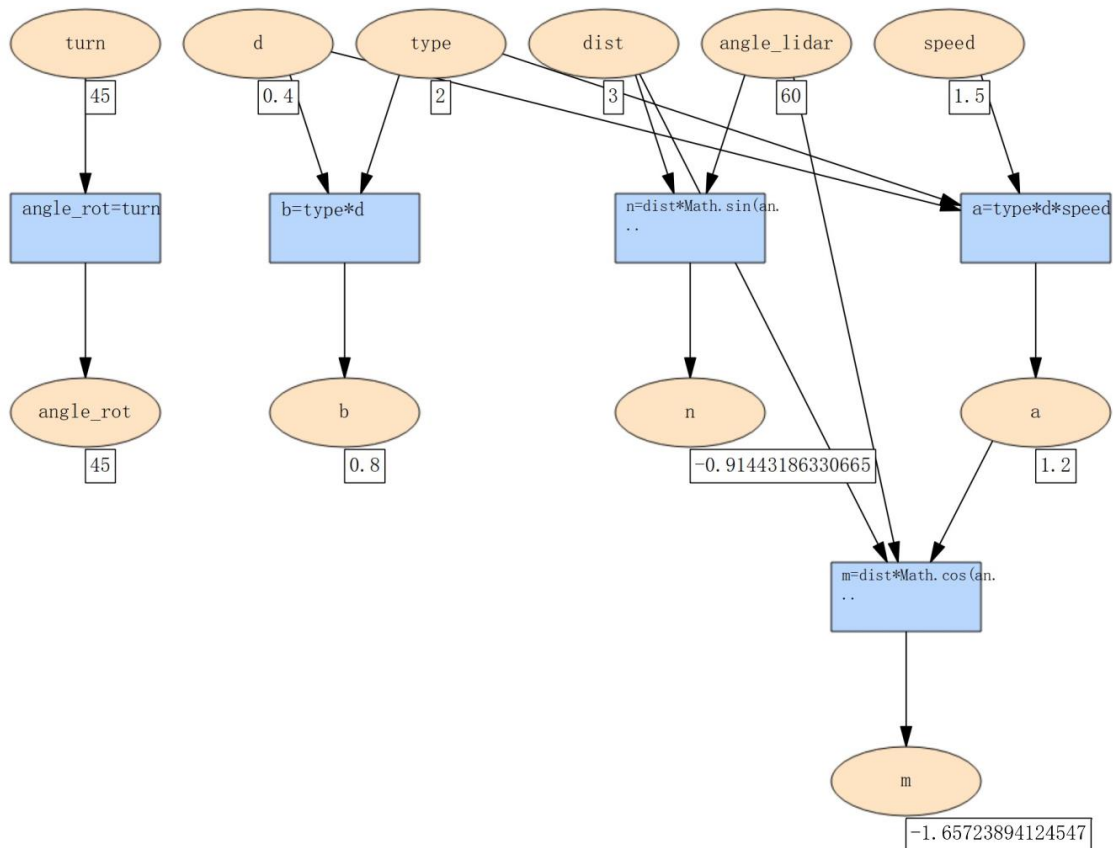 turn
d
type
dist
angle_lidar
speed
45
0.4
2
3
60
1.5
angle_rot=turn
b=type*d
n=dist*Math.sin(an.
..
a=type*d*speed
angle_rot
b
n
a
45
0.8
-0.91443186330665
1.2
m=dist*Math.cos(an.
..
m
-1.65723894124547